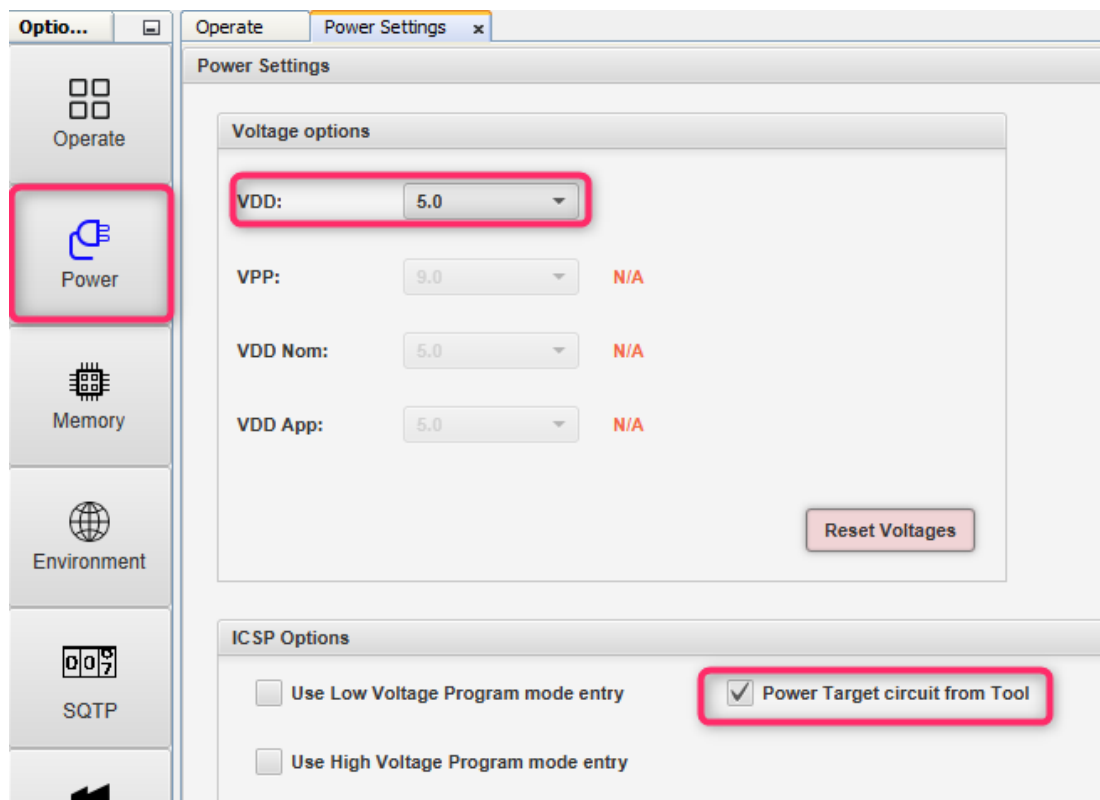 Optio...
Operate
Power Settings x
Power Settings
Operate
Voltage options
VDD: 5.0
Power
VPP: 9.0 N/A
VDD Nom: 5.0 N/A
Memory
VDD App: 5.0 N/A
Reset Voltages
Environment
ICSP Options
Use Low Voltage Program mode entry
Power Target circuit from Tool
007
SQTP
Use High Voltage Program mode entry